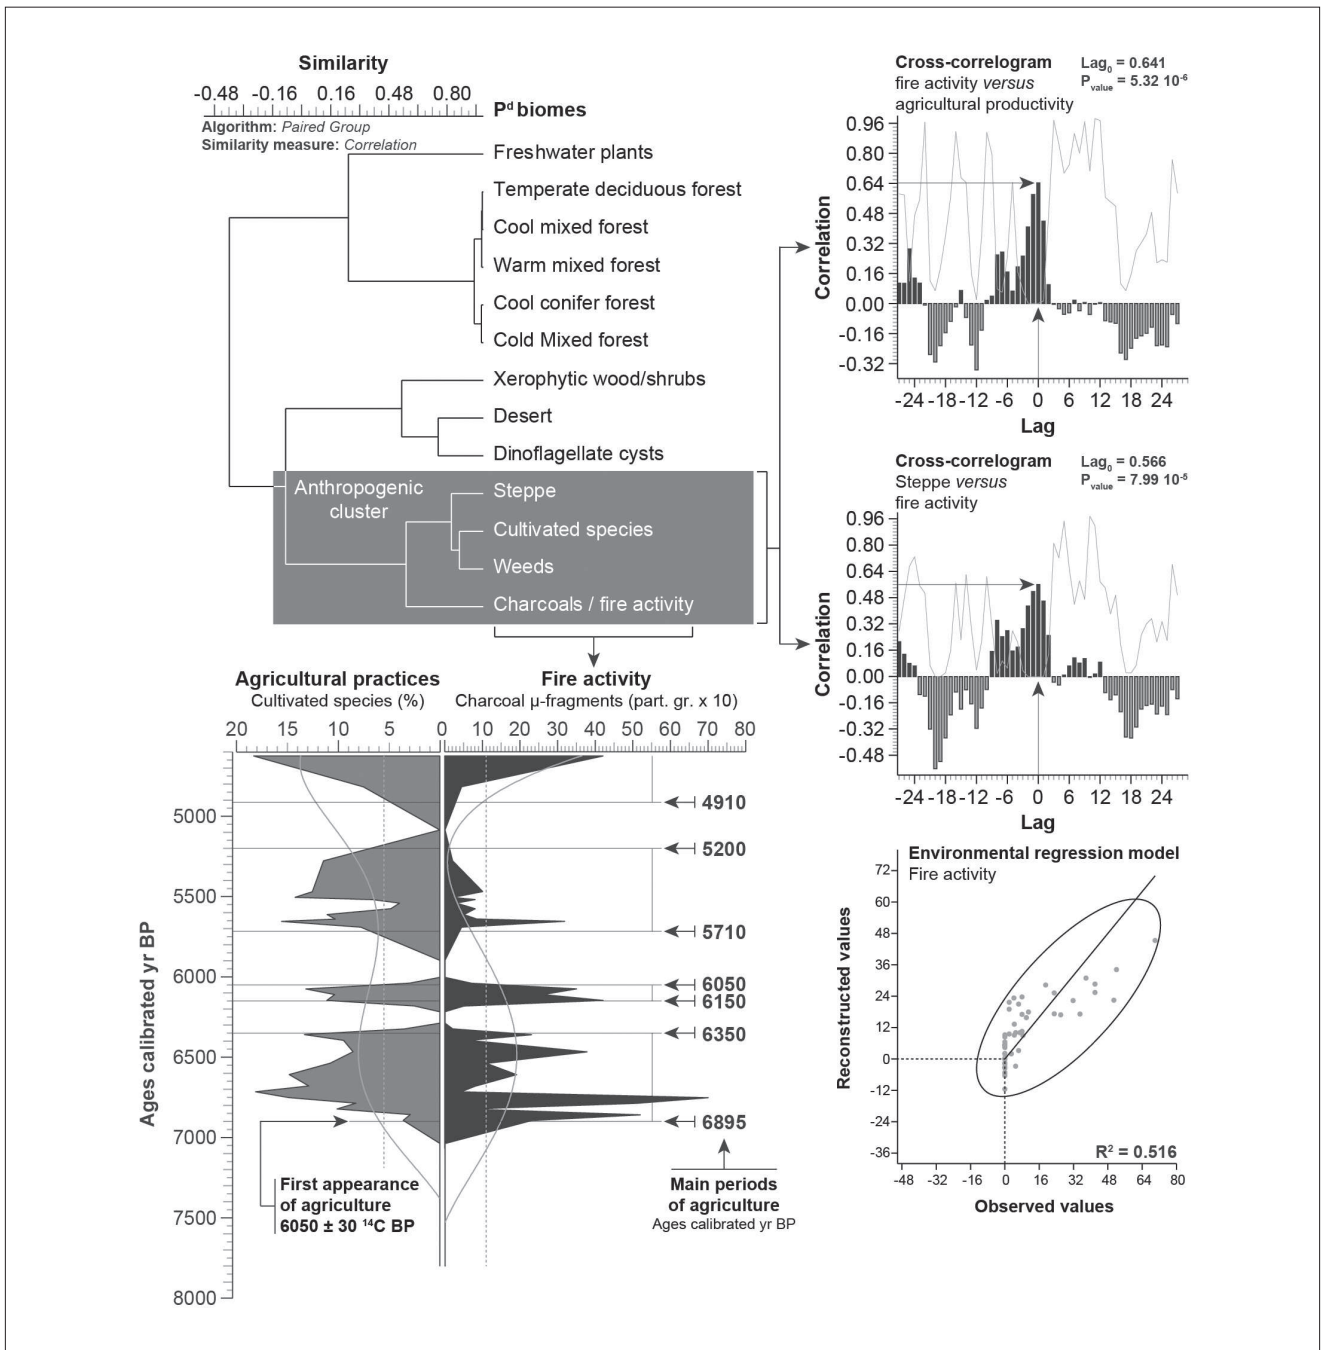 Similarity
-0.48 -0.16 0.16 0.48 0.80
Algorithm: Paired Group
Similarity measure: Correlation
Pᵈ biomes
Freshwater plants
Temperate deciduous forest
Cool mixed forest
Warm mixed forest
Cool conifer forest
Cold Mixed forest
Xerophytic wood/shrubs
Desert
Dinoflagellate cysts
Anthropogenic
cluster
Steppe
Cultivated species
Weeds
Charcoals / fire activity
Cross-correlogram
fire activity versus
agricultural productivity
Lag₀ = 0.641
Pvalue = 5.32 10⁻⁶
Correlation
0.96
0.80
0.64
0.48
0.32
0.16
0.00
-0.16
-0.32
-24 -18 -12 -6 0 6 12 18 24
Lag
Cross-correlogram
Steppe versus
fire activity
Lag₀ = 0.566
Pvalue = 7.99 10⁻⁵
Correlation
0.96
0.80
0.64
0.48
0.32
0.16
0.00
-0.16
-0.32
-0.48
-24 -18 -12 -6 0 6 12 18 24
Lag
Agricultural practices
Cultivated species (%)
20 15 10 5 0
Fire activity
Charcoal µ-fragments (part. gr. x 10)
10 20 30 40 50 60 70 80
Ages calibrated yr BP
5000
5500
6000
6500
7000
7500
8000
4910
5200
5710
6050
6150
6350
6895
First appearance
of agriculture
6050 ± 30 ¹⁴C BP
Main periods
of agriculture
Ages calibrated yr BP
Environmental regression model
Fire activity
Reconstructed values
72
60
48
36
24
12
0
-12
-24
-36
R² = 0.516
-48 -32 -16 0 16 32 48 64 80
Observed values